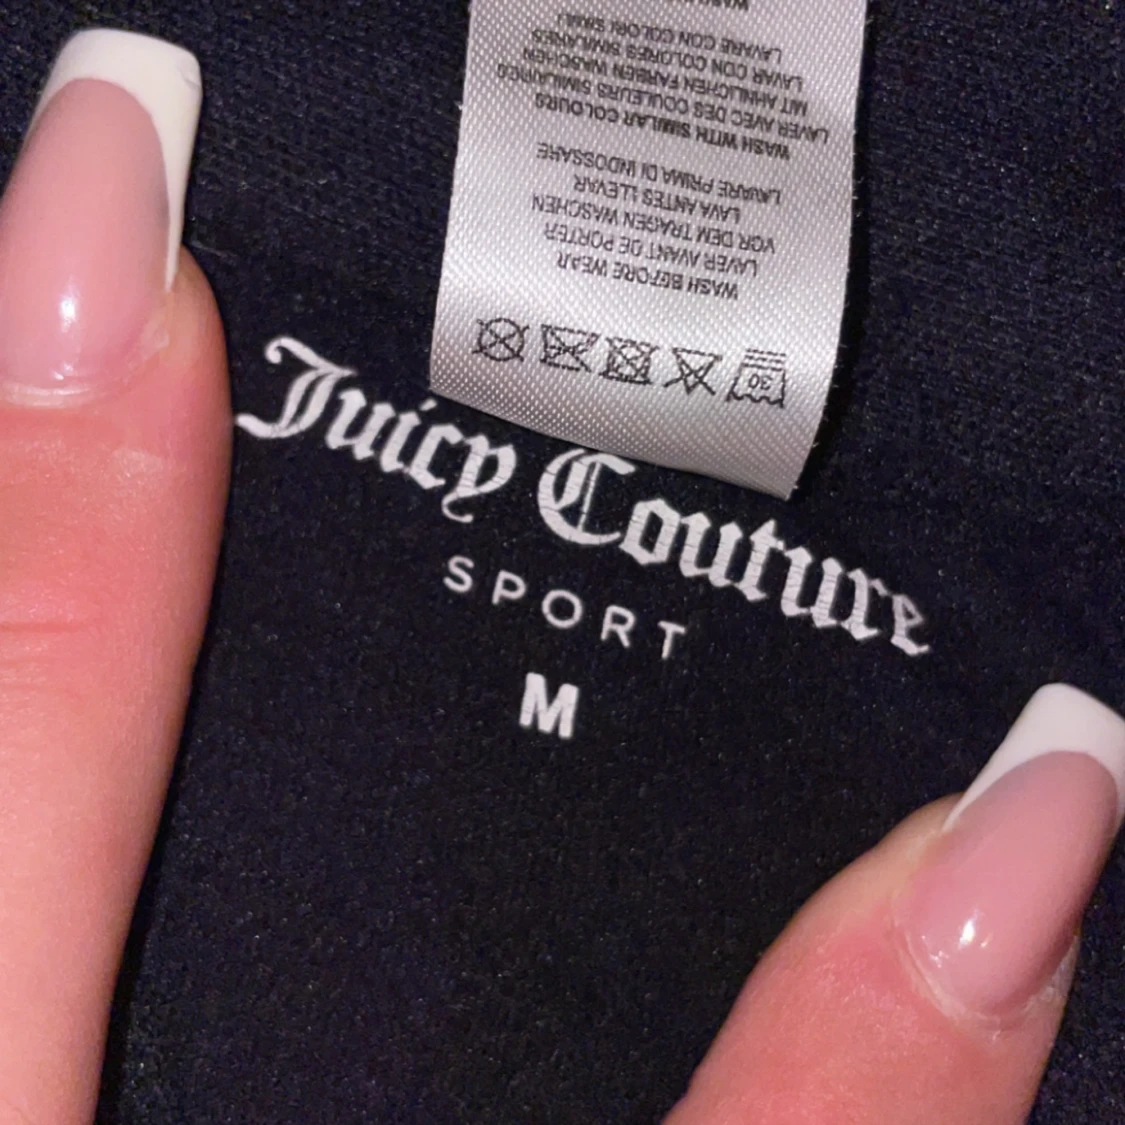 Juicy Couture
SPORT
M
30
WASH BEFORE WEAR
LAVER AVANT DE PORTER
VOR DEM TRAGEN WASCHEN
LAVA ANTES LLEVAR
LAVARE PRIMA DI INDOSSARE
WASH WITH SIMILAR COLOURS
LAVER AVEC DES COULEURS SIMILAIRES
MIT AHNLICHEN FARBEN WASCHEN
LAVAR CON COLORES SIMILARES
LAVARE CON COLORI SIMILI